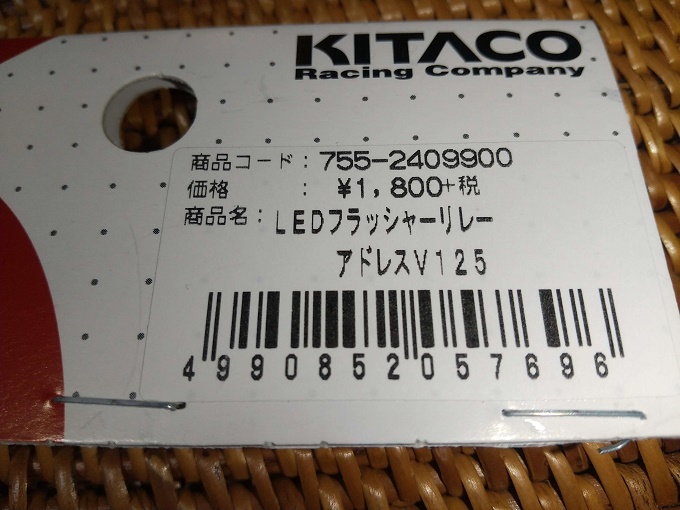 KITACO
Racing Company
商品コード: 755-2409900
価格 : ¥1,800+税
商品名: LEDフラッシャーリレー
アドレスV125
4990852057696